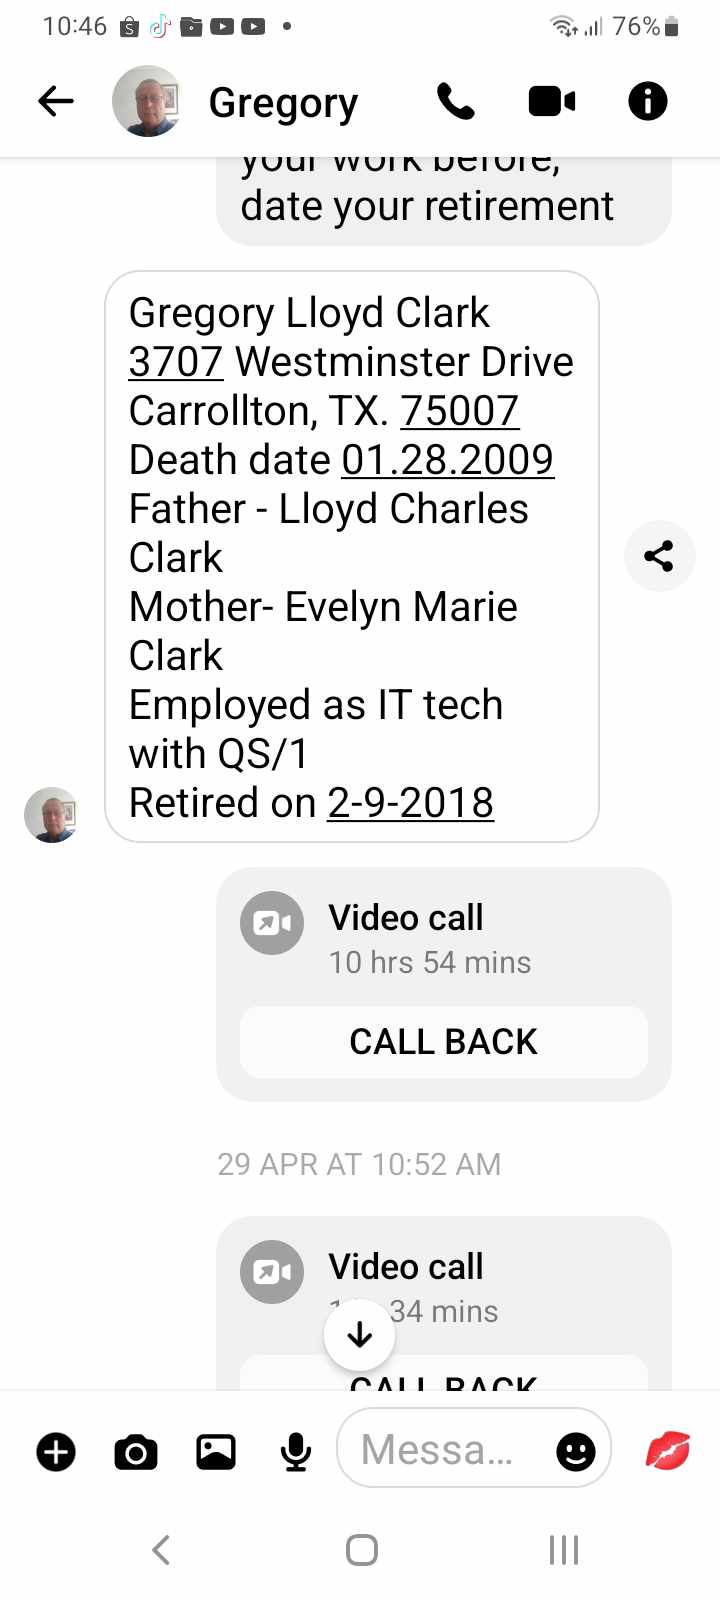 10:46
76%
Gregory
your work before,
date your retirement
Gregory Lloyd Clark
3707 Westminster Drive
Carrollton, TX. 75007
Death date 01.28.2009
Father - Lloyd Charles
Clark
Mother- Evelyn Marie
Clark
Employed as IT tech
with QS/1
Retired on 2-9-2018
Video call
10 hrs 54 mins
CALL BACK
29 APR AT 10:52 AM
Video call
34 mins
CALL BACK
Messa...